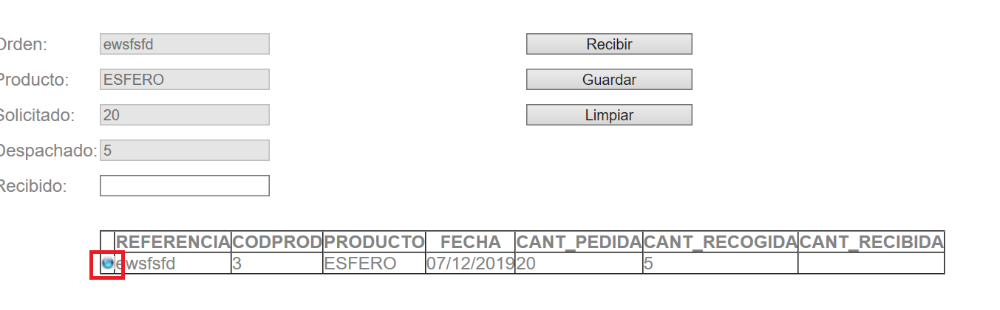 Orden: ewsfsfd Recibir
Producto: ESFERO Guardar
Solicitado: 20 Limpiar
Despachado: 5
Recibido:
REFERENCIA CODPROD PRODUCTO FECHA CANT_PEDIDA CANT_RECOGIDA CANT_RECIBIDA
ewsfsfd 3 ESFERO 07/12/2019 20 5